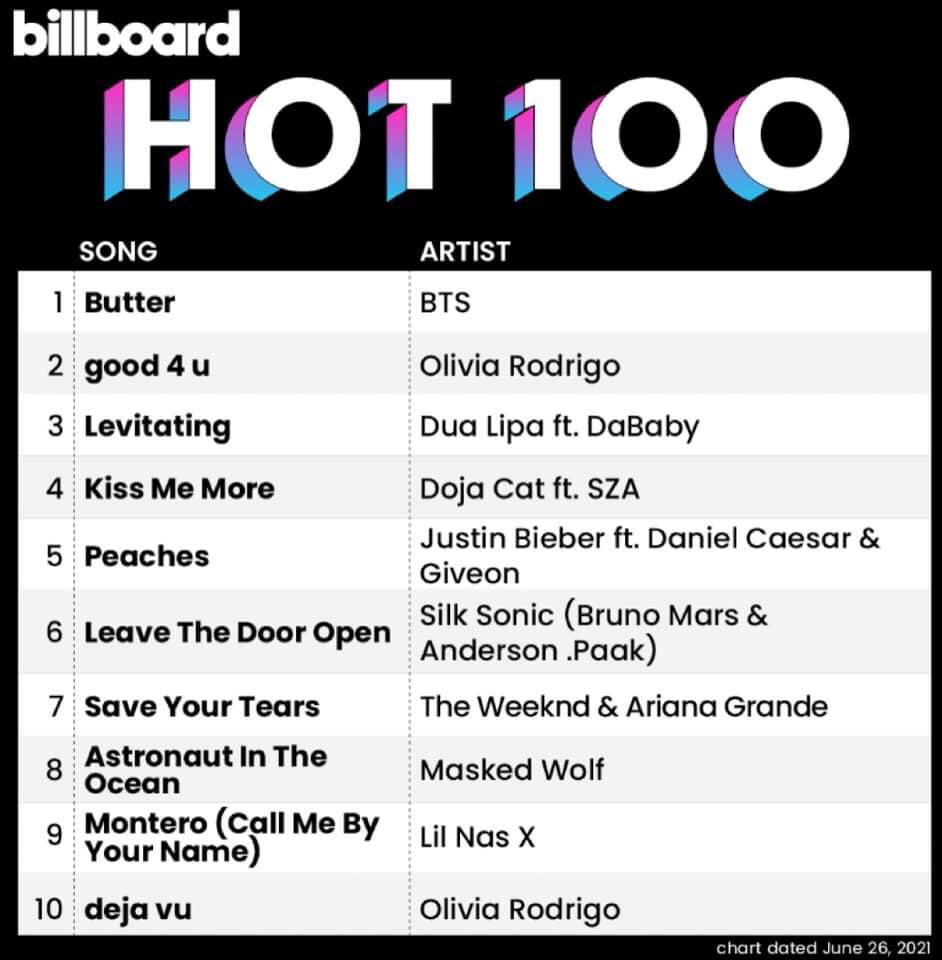 billboard
HOT 100
SONG ARTIST
1 Butter BTS
2 good 4 u Olivia Rodrigo
3 Levitating Dua Lipa ft. DaBaby
4 Kiss Me More Doja Cat ft. SZA
5 Peaches Justin Bieber ft. Daniel Caesar &
Giveon
6 Leave The Door Open Silk Sonic (Bruno Mars &
Anderson .Paak)
7 Save Your Tears The Weeknd & Ariana Grande
8 Astronaut In The
Ocean Masked Wolf
9 Montero (Call Me By
Your Name) Lil Nas X
10 deja vu Olivia Rodrigo
chart dated June 26, 2021